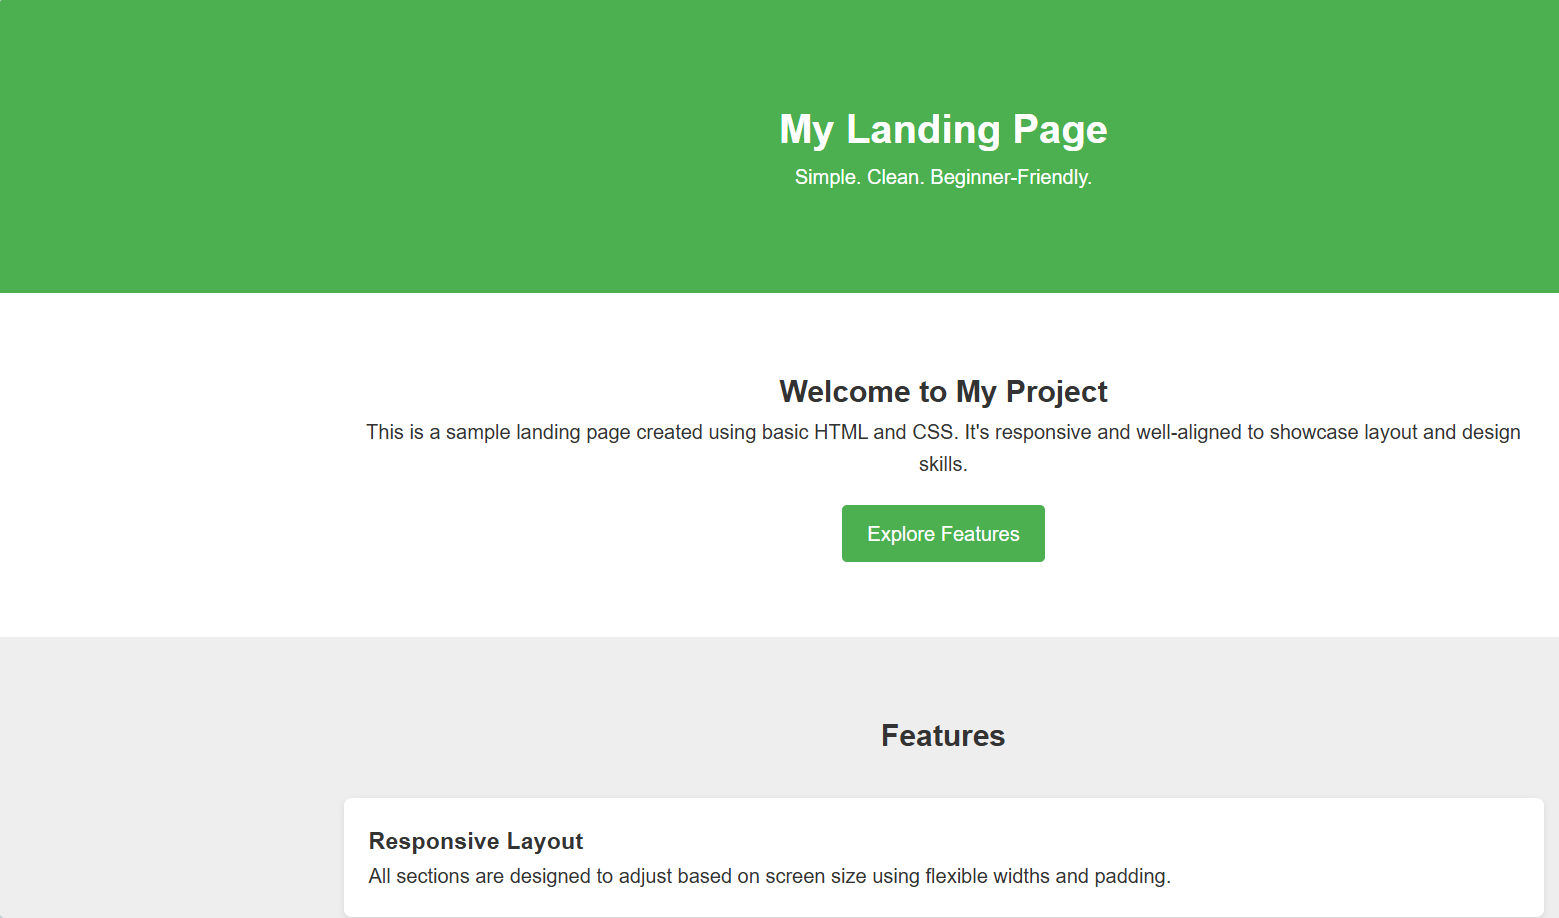 My Landing Page
Simple. Clean. Beginner-Friendly.
Welcome to My Project
This is a sample landing page created using basic HTML and CSS. It's responsive and well-aligned to showcase layout and design
skills.
Explore Features
Features
Responsive Layout
All sections are designed to adjust based on screen size using flexible widths and padding.